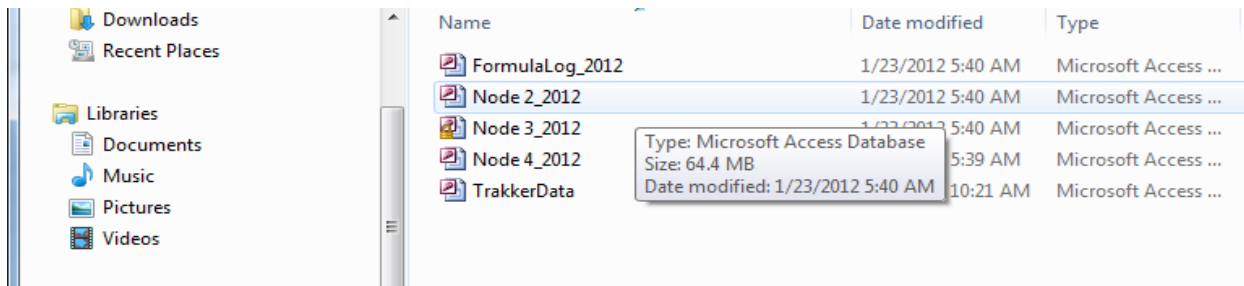 Downloads
Recent Places
Libraries
Documents
Music
Pictures
Videos
Name Date modified Type
FormulaLog_2012 1/23/2012 5:40 AM Microsoft Access ...
Node 2_2012 1/23/2012 5:40 AM Microsoft Access ...
Node 3_2012 5:40 AM Microsoft Access ...
Node 4_2012 5:39 AM Microsoft Access ...
TrakkerData 10:21 AM Microsoft Access ...
Type: Microsoft Access Database
Size: 64.4 MB
Date modified: 1/23/2012 5:40 AM